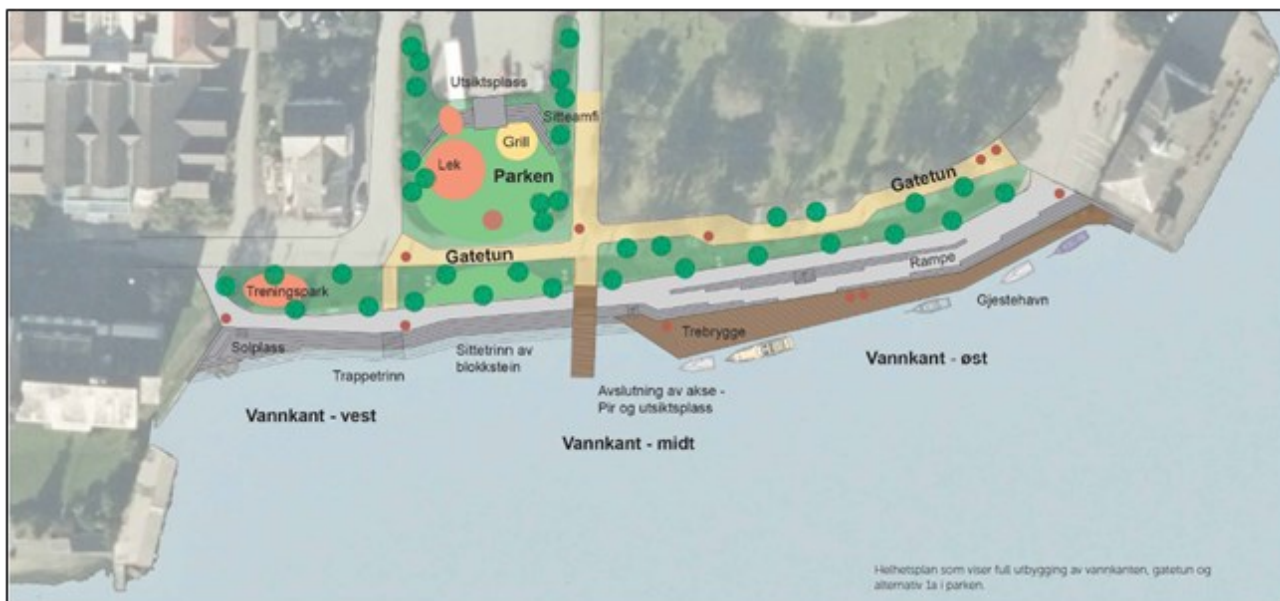 Utsiktsplass
Sitteamfi
Grill
Lek
Parken
Gatetun
Gatetun
Treningspark
Rampe
Gjestehavn
Solplass
Trebrygge
Sittetrinn av
blokkstein
Trappetrinn
Vannkant - øst
Avslutning av akse -
Pir og utsiktsplass
Vannkant - vest
Vannkant - midt
Helhetsplan som viser full utbygging av vannkanten, gatetun og
alternativ 1a i parken.